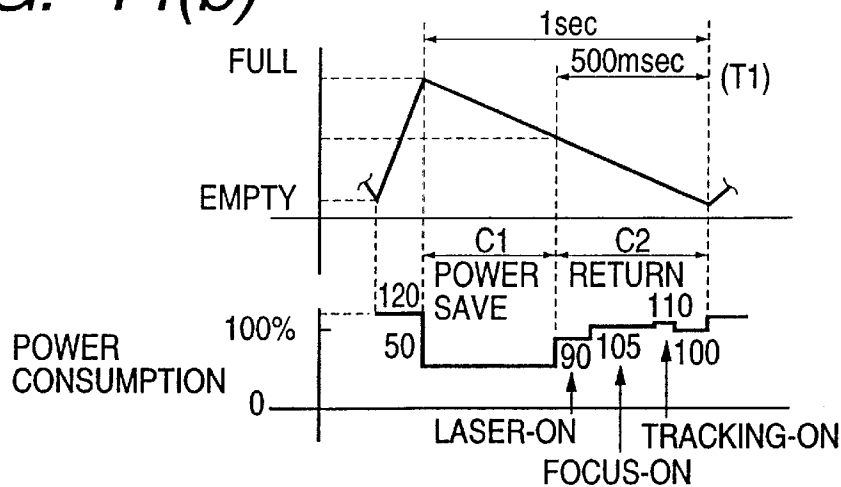 11(b)
1sec
FULL
500msec
(T1)
EMPTY
C1
C2
POWER SAVE
RETURN
120
110
100%
50
90
105
100
POWER
CONSUMPTION
0
LASER-ON
TRACKING-ON
FOCUS-ON